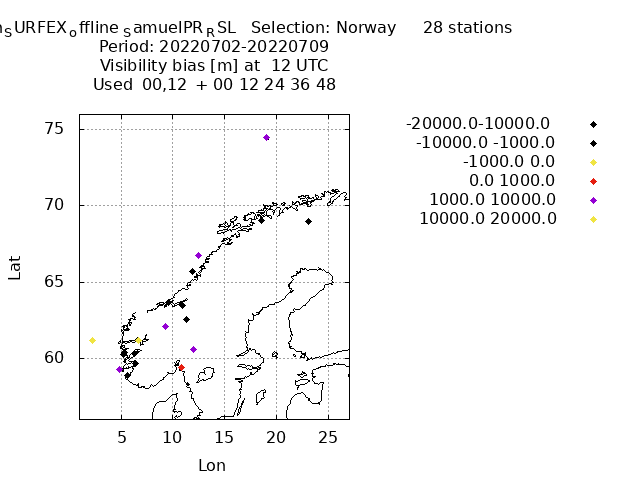 SURFEXoffline SamuelPR RSL Selection: Norway 28 stations
Period: 20220702-20220709
Visibility bias [m] at 12 UTC
Used 00,12 + 00 12 24 36 48
-20000.0-10000.0
-10000.0 -1000.0
-1000.0 0.0
0.0 1000.0
1000.0 10000.0
10000.0 20000.0
75
70
65
60
Lat
5 10 15 20 25
Lon